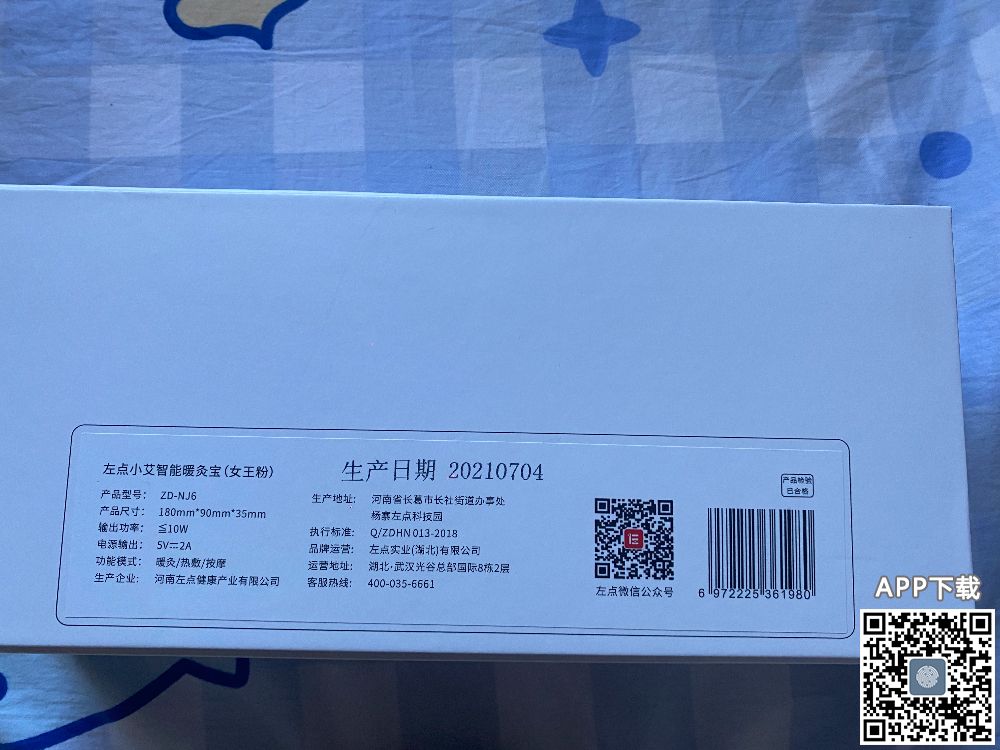 左点小艾智能暖灸宝(女王粉)
产品型号： ZD-NJ6
产品尺寸： 180mm*90mm*35mm
输出功率： ≦10W
电源输出： 5V⎓2A
功能模式： 暖灸/热敷/按摩
生产企业： 河南左点健康产业有限公司
生产日期 20210704
生产地址： 河南省长葛市长社街道办事处
杨寨左点科技园
执行标准： Q/ZDHN 013-2018
品牌运营： 左点实业(湖北)有限公司
运营地址： 湖北·武汉光谷总部国际8栋2层
客服热线： 400-035-6661
左点微信公众号
产品检验
已合格
6 972225 361980
APP下载